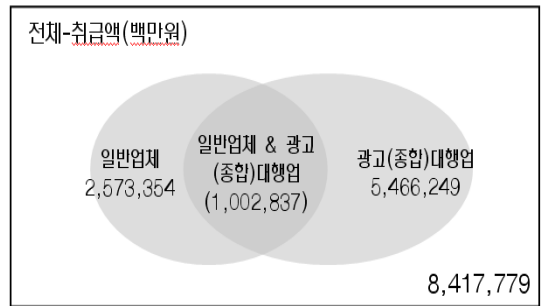 전체-취급액(백만원)
일반업체
2,573,354
일반업체 & 광고
(종합)대행업
(1,002,837)
광고(종합)대행업
5,466,249
8,417,779